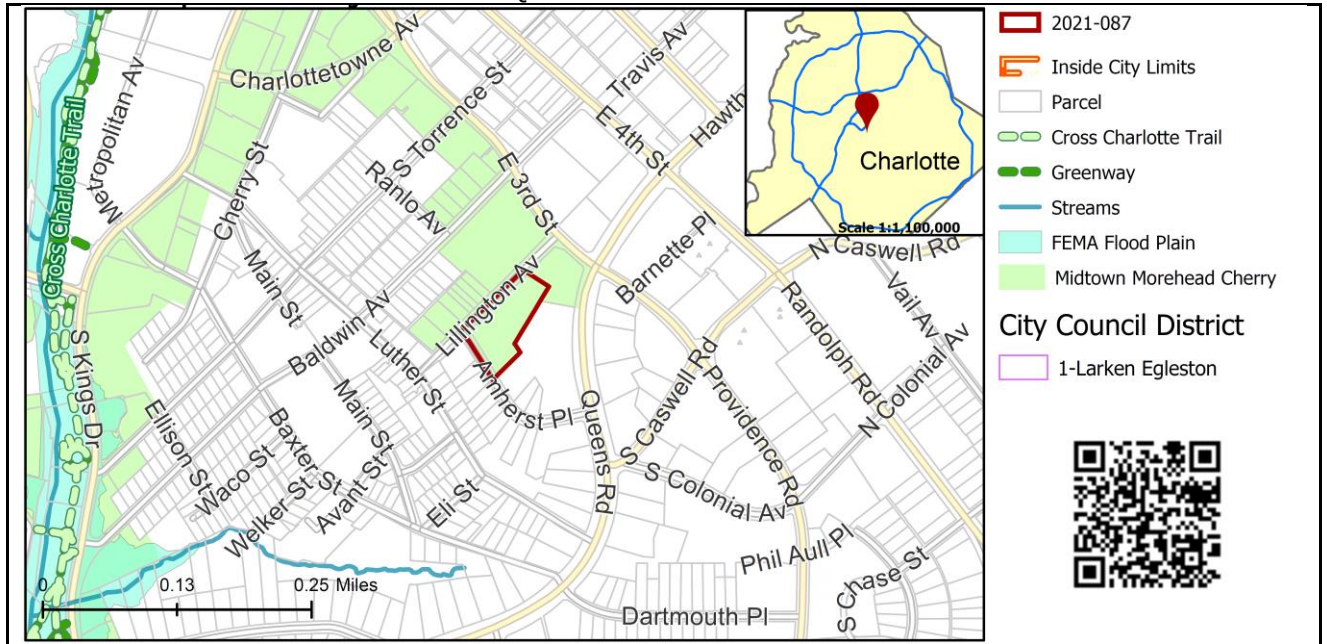 Charlottetowne Av
Metropolitan Av
Cross Charlotte Trail
Cherry St
S Torrence St
Ranlo Av
Travis Av
E 4th St
Hawth
E 3rd St
Scale 1:1,100,000
Charlotte
N Caswell Rd
Barnette Pl
Main St
Baldwin Av
Lillington Av
Luther St
Amherst Pl
Queens Rd
S Caswell Rd
Providence Rd
Randolph Rd
Vail Av
N Colonial Av
S Kings Dr
Ellison St
Waco St
Baxter St
Main St
Welker St
Avant St
Eli St
S Colonial Av
S
Phil Aull Pl
S Chase St
Dartmouth Pl
0 0.13 0.25 Miles
2021-087
Inside City Limits
Parcel
Cross Charlotte Trail
Greenway
Streams
FEMA Flood Plain
Midtown Morehead Cherry
City Council District
1-Larken Egleston